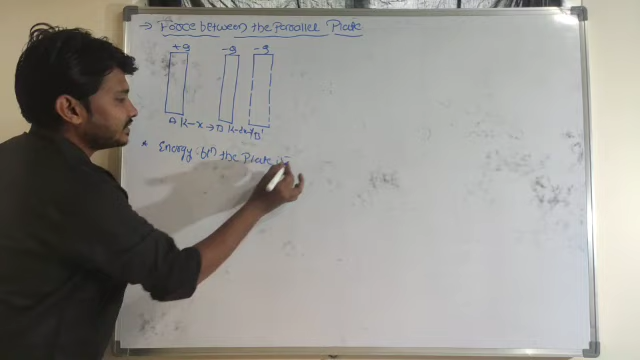 → Force between the Parallel Plate
+q -q -q
A k-x→B k-dx→B'
* Energy b/n the Plate is